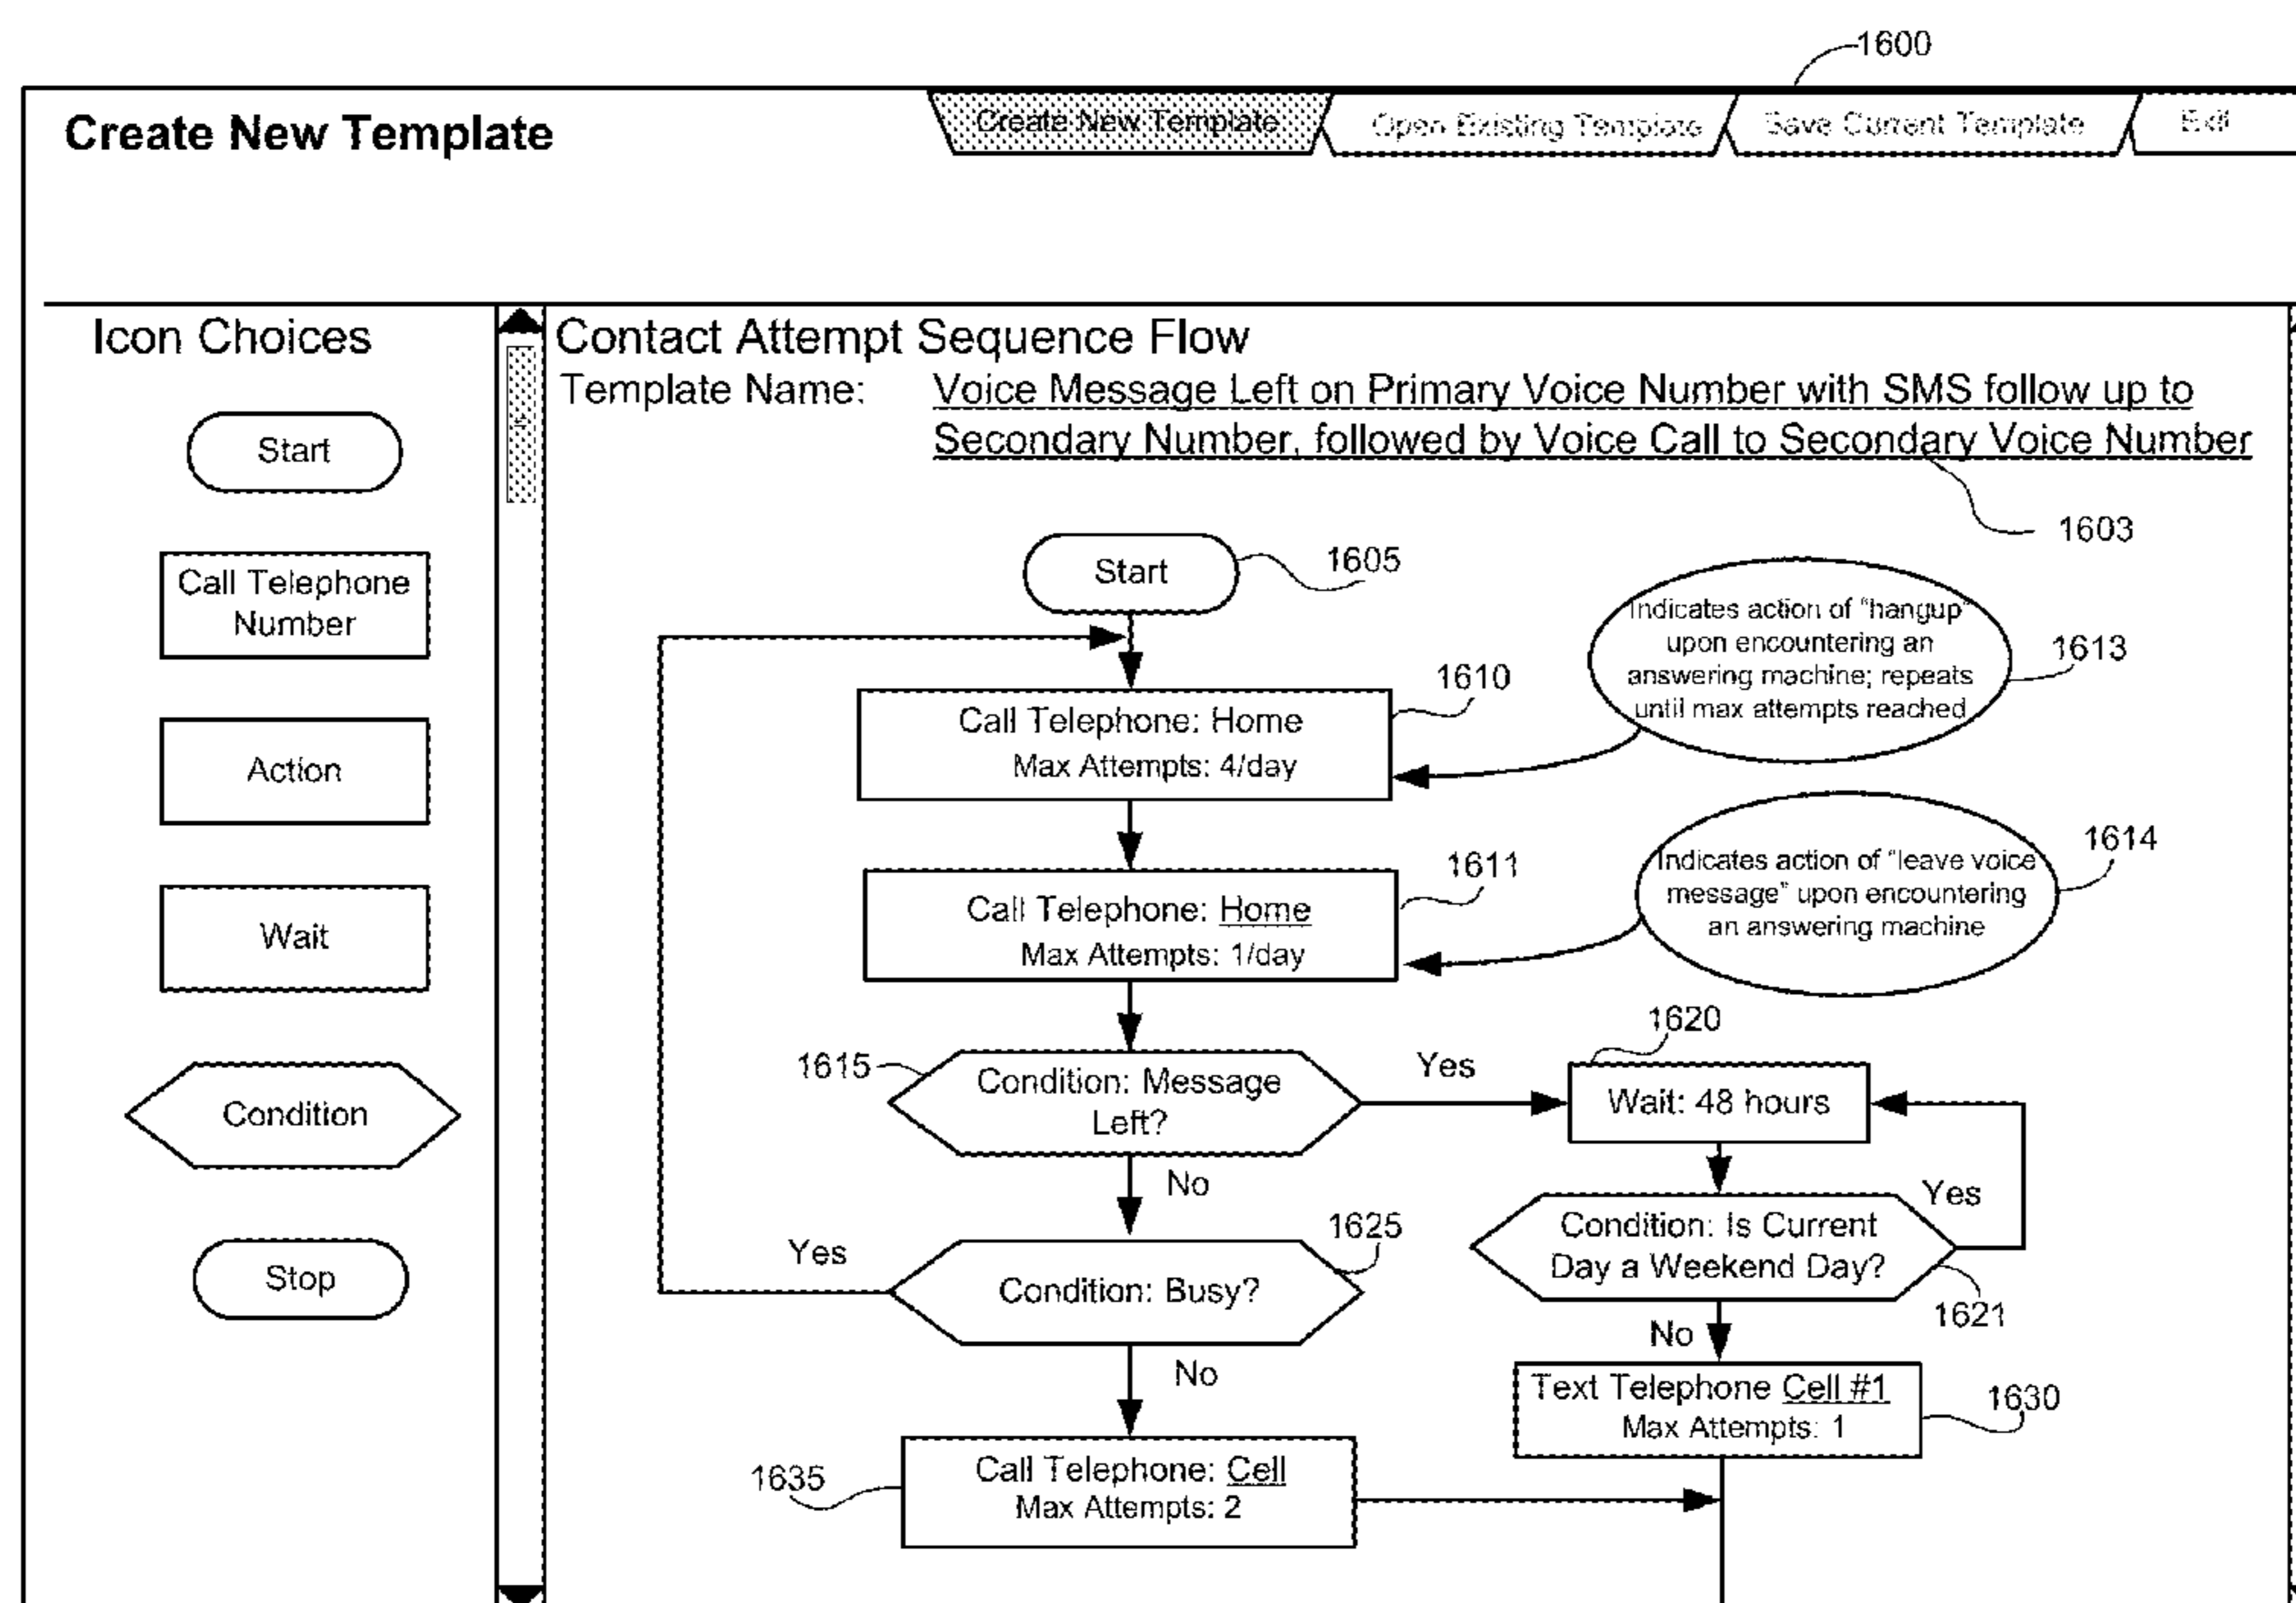 1600
Create New Template
Create New Template
Open Existing Template
Save Current Template
Exit
Icon Choices
Start
Call Telephone
Number
Action
Wait
Condition
Stop
Contact Attempt Sequence Flow
Template Name:
Voice Message Left on Primary Voice Number with SMS follow up to
Secondary Number, followed by Voice Call to Secondary Voice Number
1603
Start
1605
Indicates action of "hangup"
upon encountering an
answering machine; repeats
until max attempts reached
1613
1610
Call Telephone: Home
Max Attempts: 4/day
1614
Indicates action of "leave voice
message" upon encountering
an answering machine
1611
Call Telephone: Home
Max Attempts: 1/day
1620
1615
Condition: Message
Left?
Yes
Wait: 48 hours
No
Yes
Condition: Is Current
Day a Weekend Day?
1621
Yes
1625
Condition: Busy?
No
No
Text Telephone Cell #1
Max Attempts: 1
1630
1635
Call Telephone: Cell
Max Attempts: 2